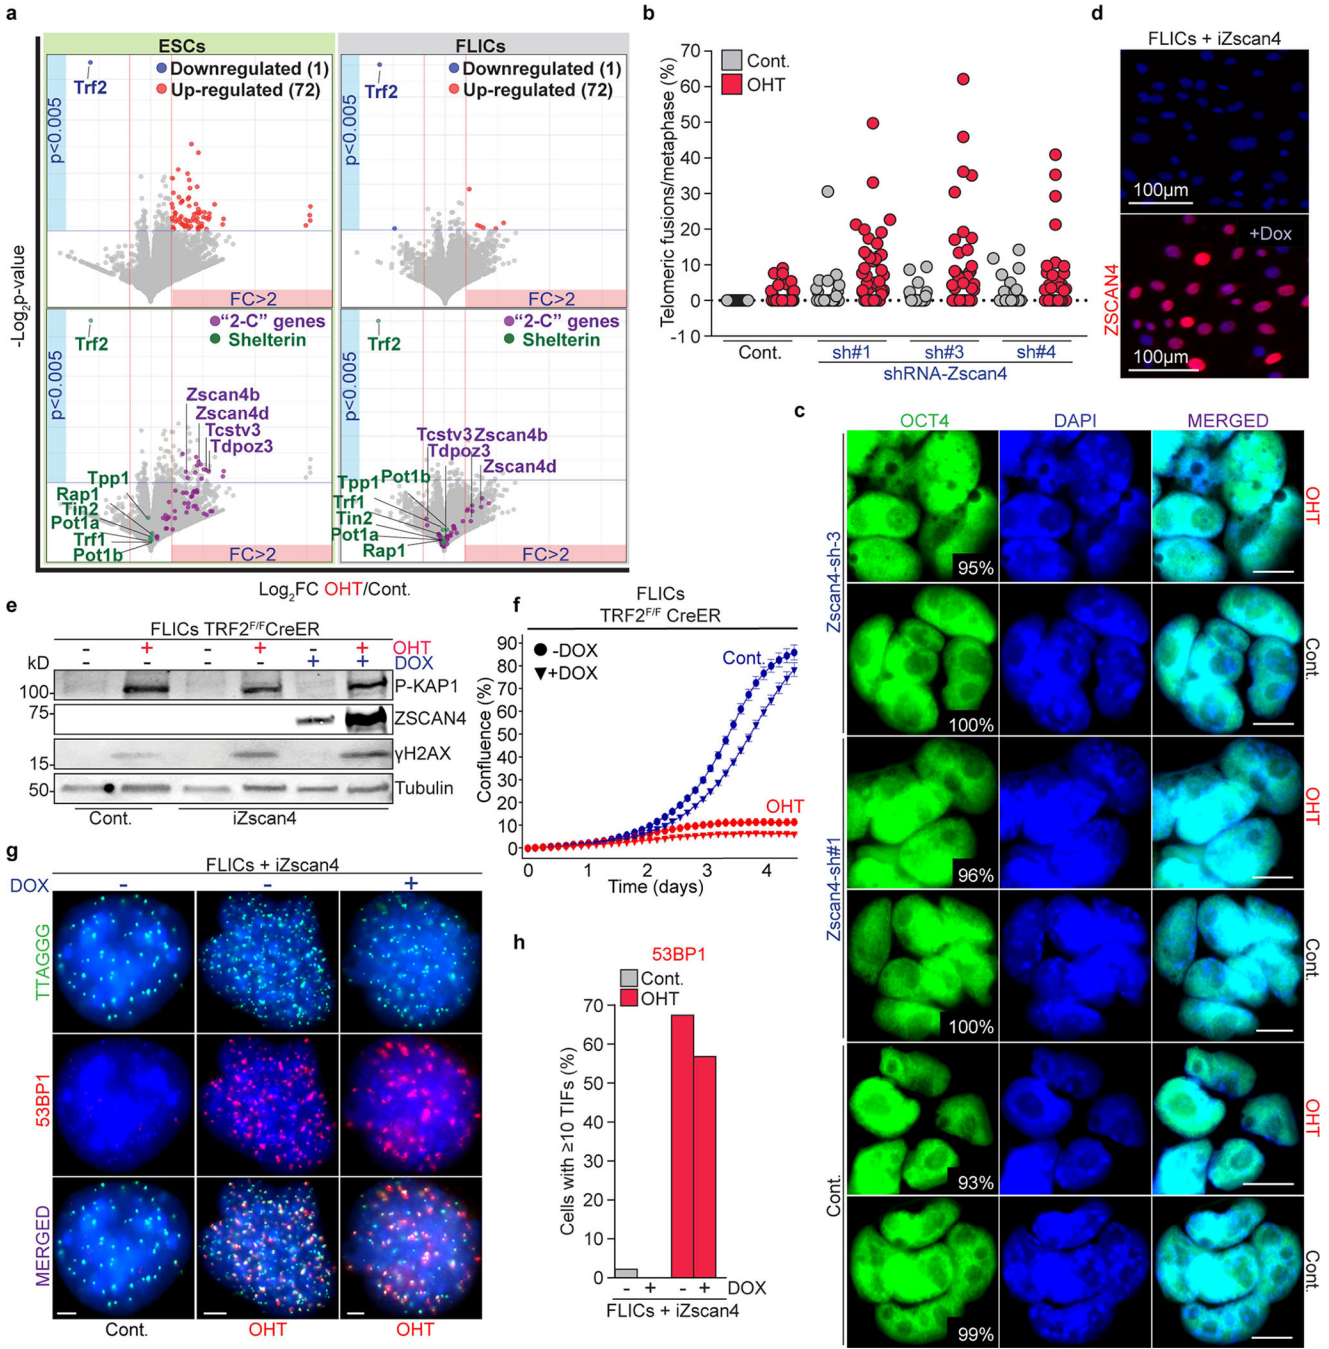 a
ESCs
FLICs
Downregulated (1)
Up-regulated (72)
Trf2
p<0.005
FC>2
Downregulated (1)
Up-regulated (72)
Trf2
p<0.005
FC>2
-Log2p-value
"2-C" genes
Shelterin
Trf2
p<0.005
Zscan4b
Zscan4d
Tcstv3
Tdpoz3
Tpp1
Rap1
Tin2
Pot1a
Trf1
Pot1b
FC>2
"2-C" genes
Shelterin
Trf2
p<0.005
Tcstv3 Zscan4b
Tdpoz3
Zscan4d
Pot1b
Tpp1
Trf1
Tin2
Pot1a
Rap1
FC>2
Log2FC OHT/Cont.
b
Telomeric fusions/metaphase (%)
70
60
50
40
30
20
10
0
-10
Cont.
OHT
Cont.
sh#1
sh#3
sh#4
shRNA-Zscan4
d
FLICs + iZscan4
100µm
+Dox
100µm
ZSCAN4
c
OCT4
DAPI
MERGED
Zscan4-sh-3
95%
OHT
100%
Cont.
Zscan4-sh#1
96%
OHT
100%
Cont.
Cont.
93%
OHT
99%
Cont.
e
FLICs TRF2F/FCreER
- + - + - + OHT
- - - - + + DOX
kD
100
P-KAP1
75
ZSCAN4
15
γH2AX
50
Tubulin
Cont.
iZscan4
f
FLICs
TRF2F/F CreER
Confluence (%)
90
80
70
60
50
40
30
20
10
0
-DOX
+DOX
Cont.
OHT
0 1 2 3 4
Time (days)
g
FLICs + iZscan4
DOX - - +
TTAGGG
53BP1
MERGED
Cont.
OHT
OHT
h
53BP1
Cont.
OHT
Cells with ≥10 TIFs (%)
70
60
50
40
30
20
10
0
- + - + DOX
FLICs + iZscan4